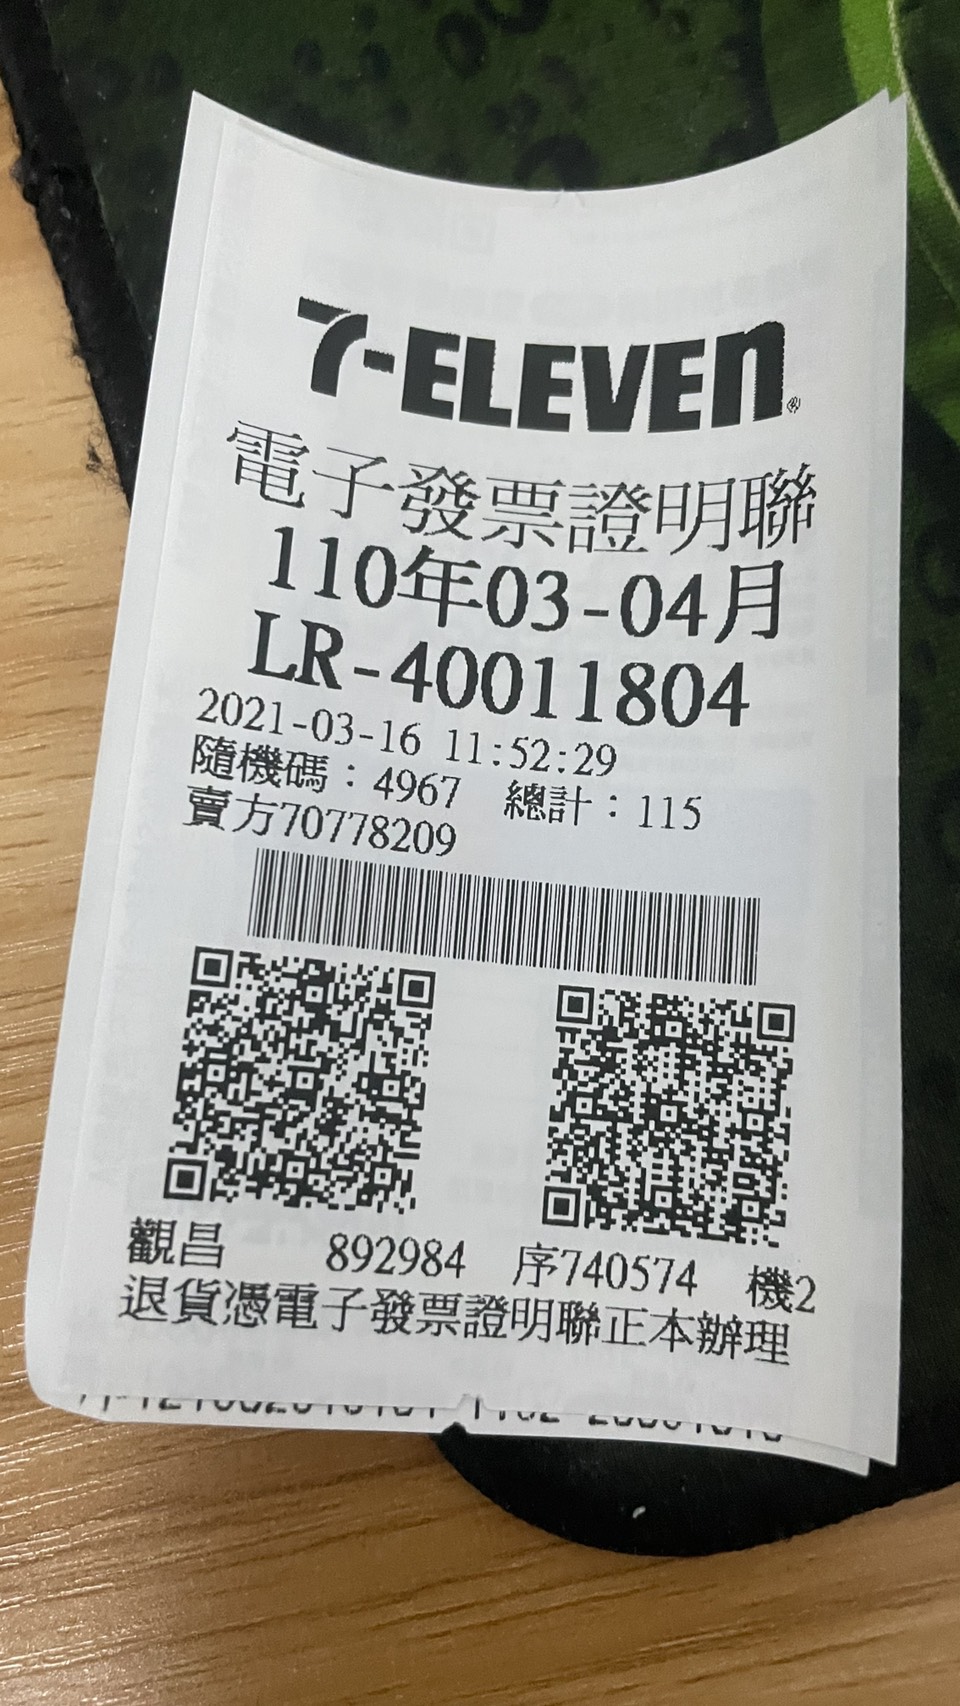 7-ELEVEN®
電子發票證明聯
110年03-04月
LR-40011804
2021-03-16 11:52:29
隨機碼：4967 總計：115
賣方70778209
觀昌 892984 序740574 機2
退貨憑電子發票證明聯正本辦理